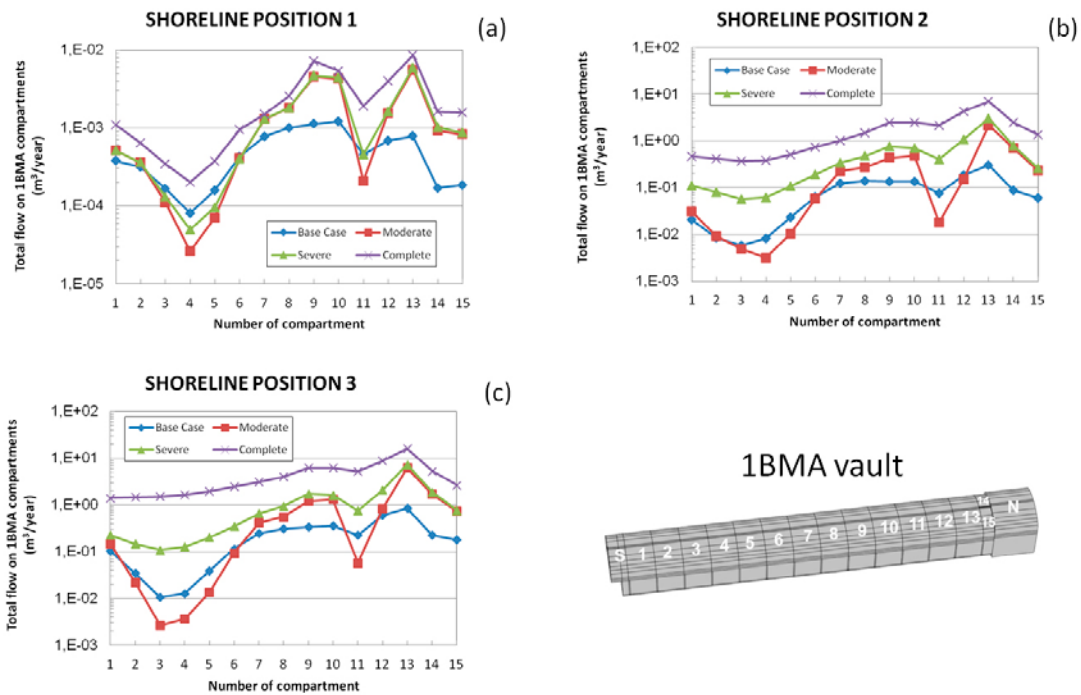 SHORELINE POSITION 1
(a)
Total flow on 1BMA compartments
(m³/year)
1,E-02
1,E-03
1,E-04
1,E-05
Base Case Moderate
Severe Complete
1 2 3 4 5 6 7 8 9 10 11 12 13 14 15
Number of compartment
SHORELINE POSITION 2
(b)
Total flow on 1BMA compartments
(m³/year)
1,E+02
1,E+01
1,E+00
1,E-01
1,E-02
1,E-03
Base Case Moderate
Severe Complete
1 2 3 4 5 6 7 8 9 10 11 12 13 14 15
Number of compartment
SHORELINE POSITION 3
(c)
Total flow on 1BMA compartments
(m³/year)
1,E+02
1,E+01
1,E+00
1,E-01
1,E-02
1,E-03
Base Case Moderate
Severe Complete
1 2 3 4 5 6 7 8 9 10 11 12 13 14 15
Number of compartment
1BMA vault
S 1 2 3 4 5 6 7 8 9 10 11 12 13 14 15 N